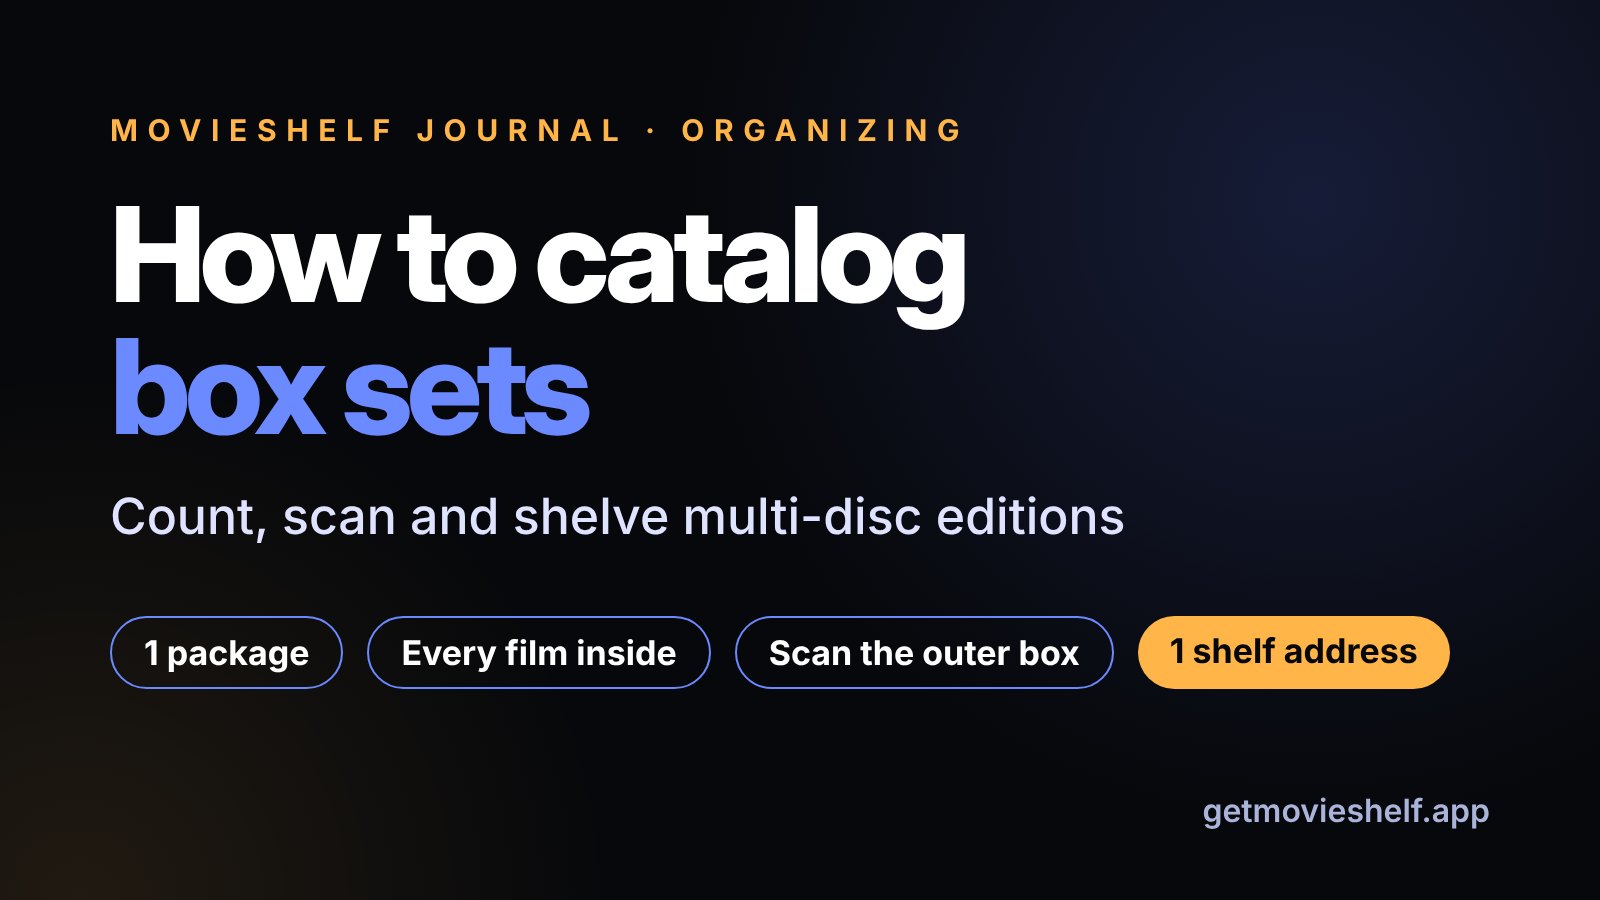 MOVIESHELF JOURNAL · ORGANIZING
How to catalog
box sets
Count, scan and shelve multi-disc editions
1 package
Every film inside
Scan the outer box
1 shelf address
getmovieshelf.app